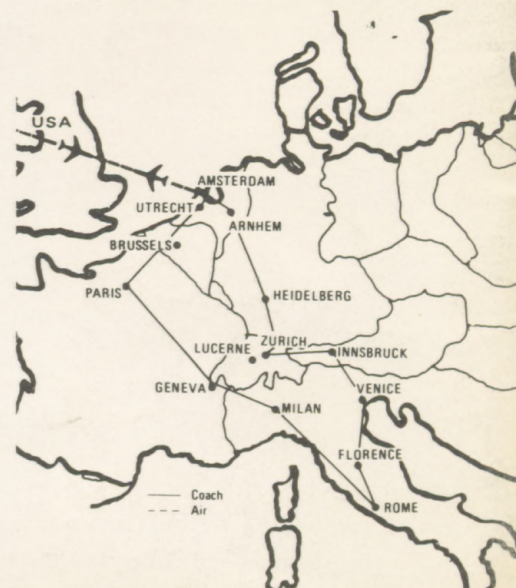 USA
AMSTERDAM
UTRECHT
ARNHEM
BRUSSELS
PARIS
HEIDELBERG
LUCERNE
ZURICH
INNSBRUCK
GENEVA
MILAN
VENICE
FLORENCE
ROME
Coach
Air